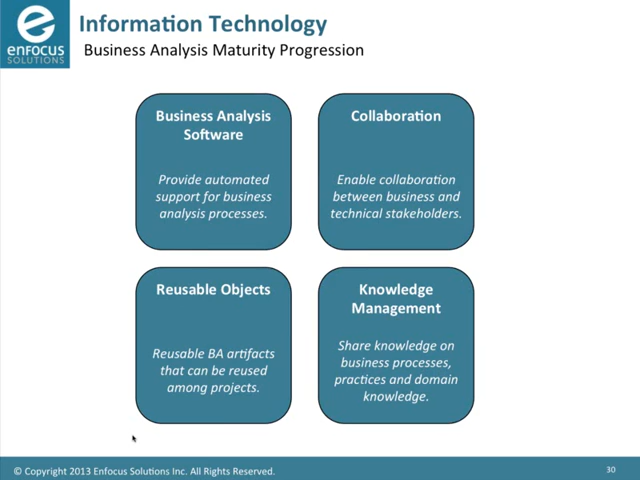 enfocus
SOLUTIONS
Information Technology
Business Analysis Maturity Progression
Business Analysis
Software
Provide automated
support for business
analysis processes.
Collaboration
Enable collaboration
between business and
technical stakeholders.
Reusable Objects
Reusable BA artifacts
that can be reused
among projects.
Knowledge
Management
Share knowledge on
business processes,
practices and domain
knowledge.
© Copyright 2013 Enfocus Solutions Inc. All Rights Reserved.
30